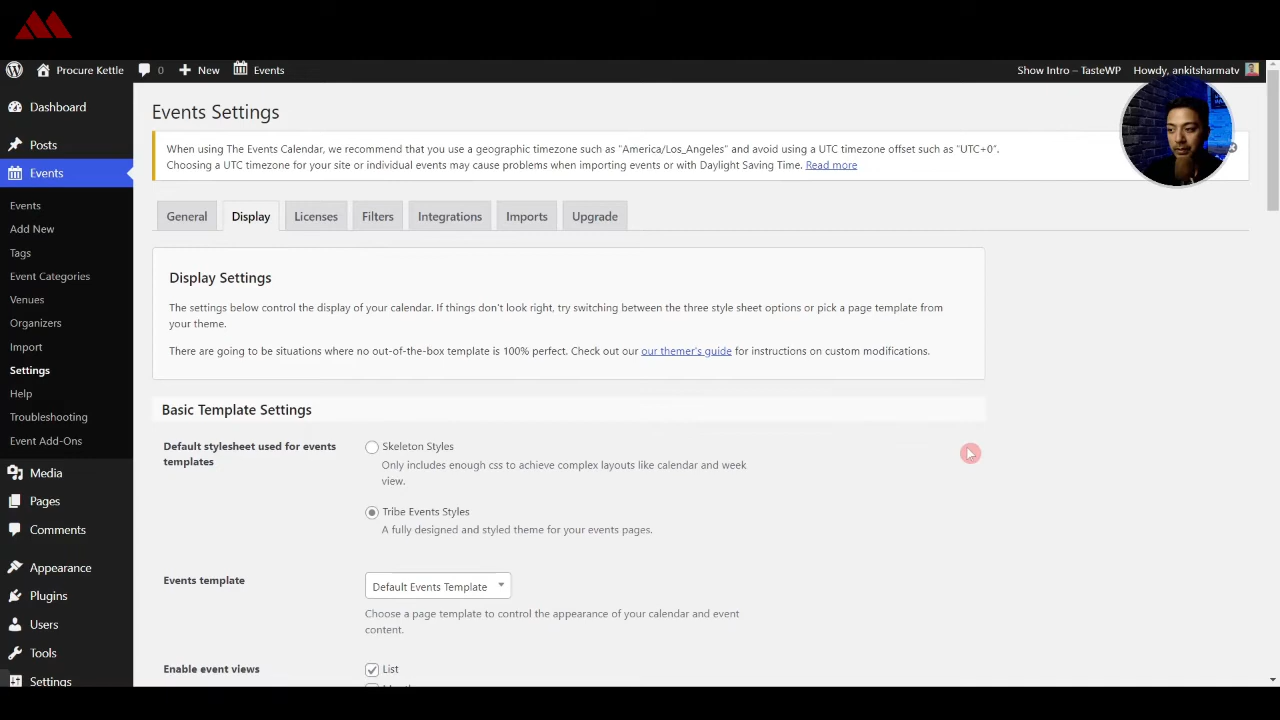 Procure Kettle
0
New
Events
Show Intro – TasteWP
Howdy, ankitsharmatv
Dashboard
Posts
Events
Events
Add New
Tags
Event Categories
Venues
Organizers
Import
Settings
Help
Troubleshooting
Event Add-Ons
Media
Pages
Comments
Appearance
Plugins
Users
Tools
Settings
Events Settings
When using The Events Calendar, we recommend that you use a geographic timezone such as "America/Los_Angeles" and avoid using a UTC timezone offset such as "UTC+0".
Choosing a UTC timezone for your site or individual events may cause problems when importing events or with Daylight Saving Time. Read more
General
Display
Licenses
Filters
Integrations
Imports
Upgrade
Display Settings
The settings below control the display of your calendar. If things don't look right, try switching between the three style sheet options or pick a page template from
your theme.
There are going to be situations where no out-of-the-box template is 100% perfect. Check out our our themer's guide for instructions on custom modifications.
Basic Template Settings
Default stylesheet used for events
templates
Skeleton Styles
Only includes enough css to achieve complex layouts like calendar and week
view.
Tribe Events Styles
A fully designed and styled theme for your events pages.
Events template
Default Events Template
Choose a page template to control the appearance of your calendar and event
content.
Enable event views
List